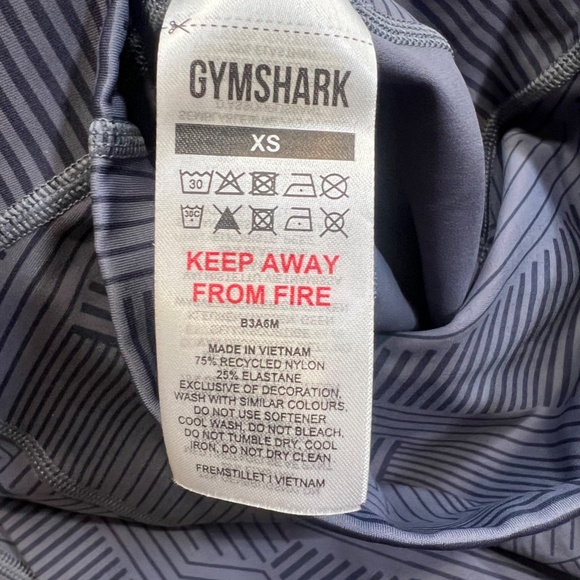 GYMSHARK
XS
30
30C
KEEP AWAY
FROM FIRE
B3A6M
MADE IN VIETNAM
75% RECYCLED NYLON
25% ELASTANE
EXCLUSIVE OF DECORATION,
WASH WITH SIMILAR COLOURS,
DO NOT USE SOFTENER
COOL WASH, DO NOT BLEACH,
DO NOT TUMBLE DRY, COOL
IRON, DO NOT DRY CLEAN
FREMSTILLET I VIETNAM